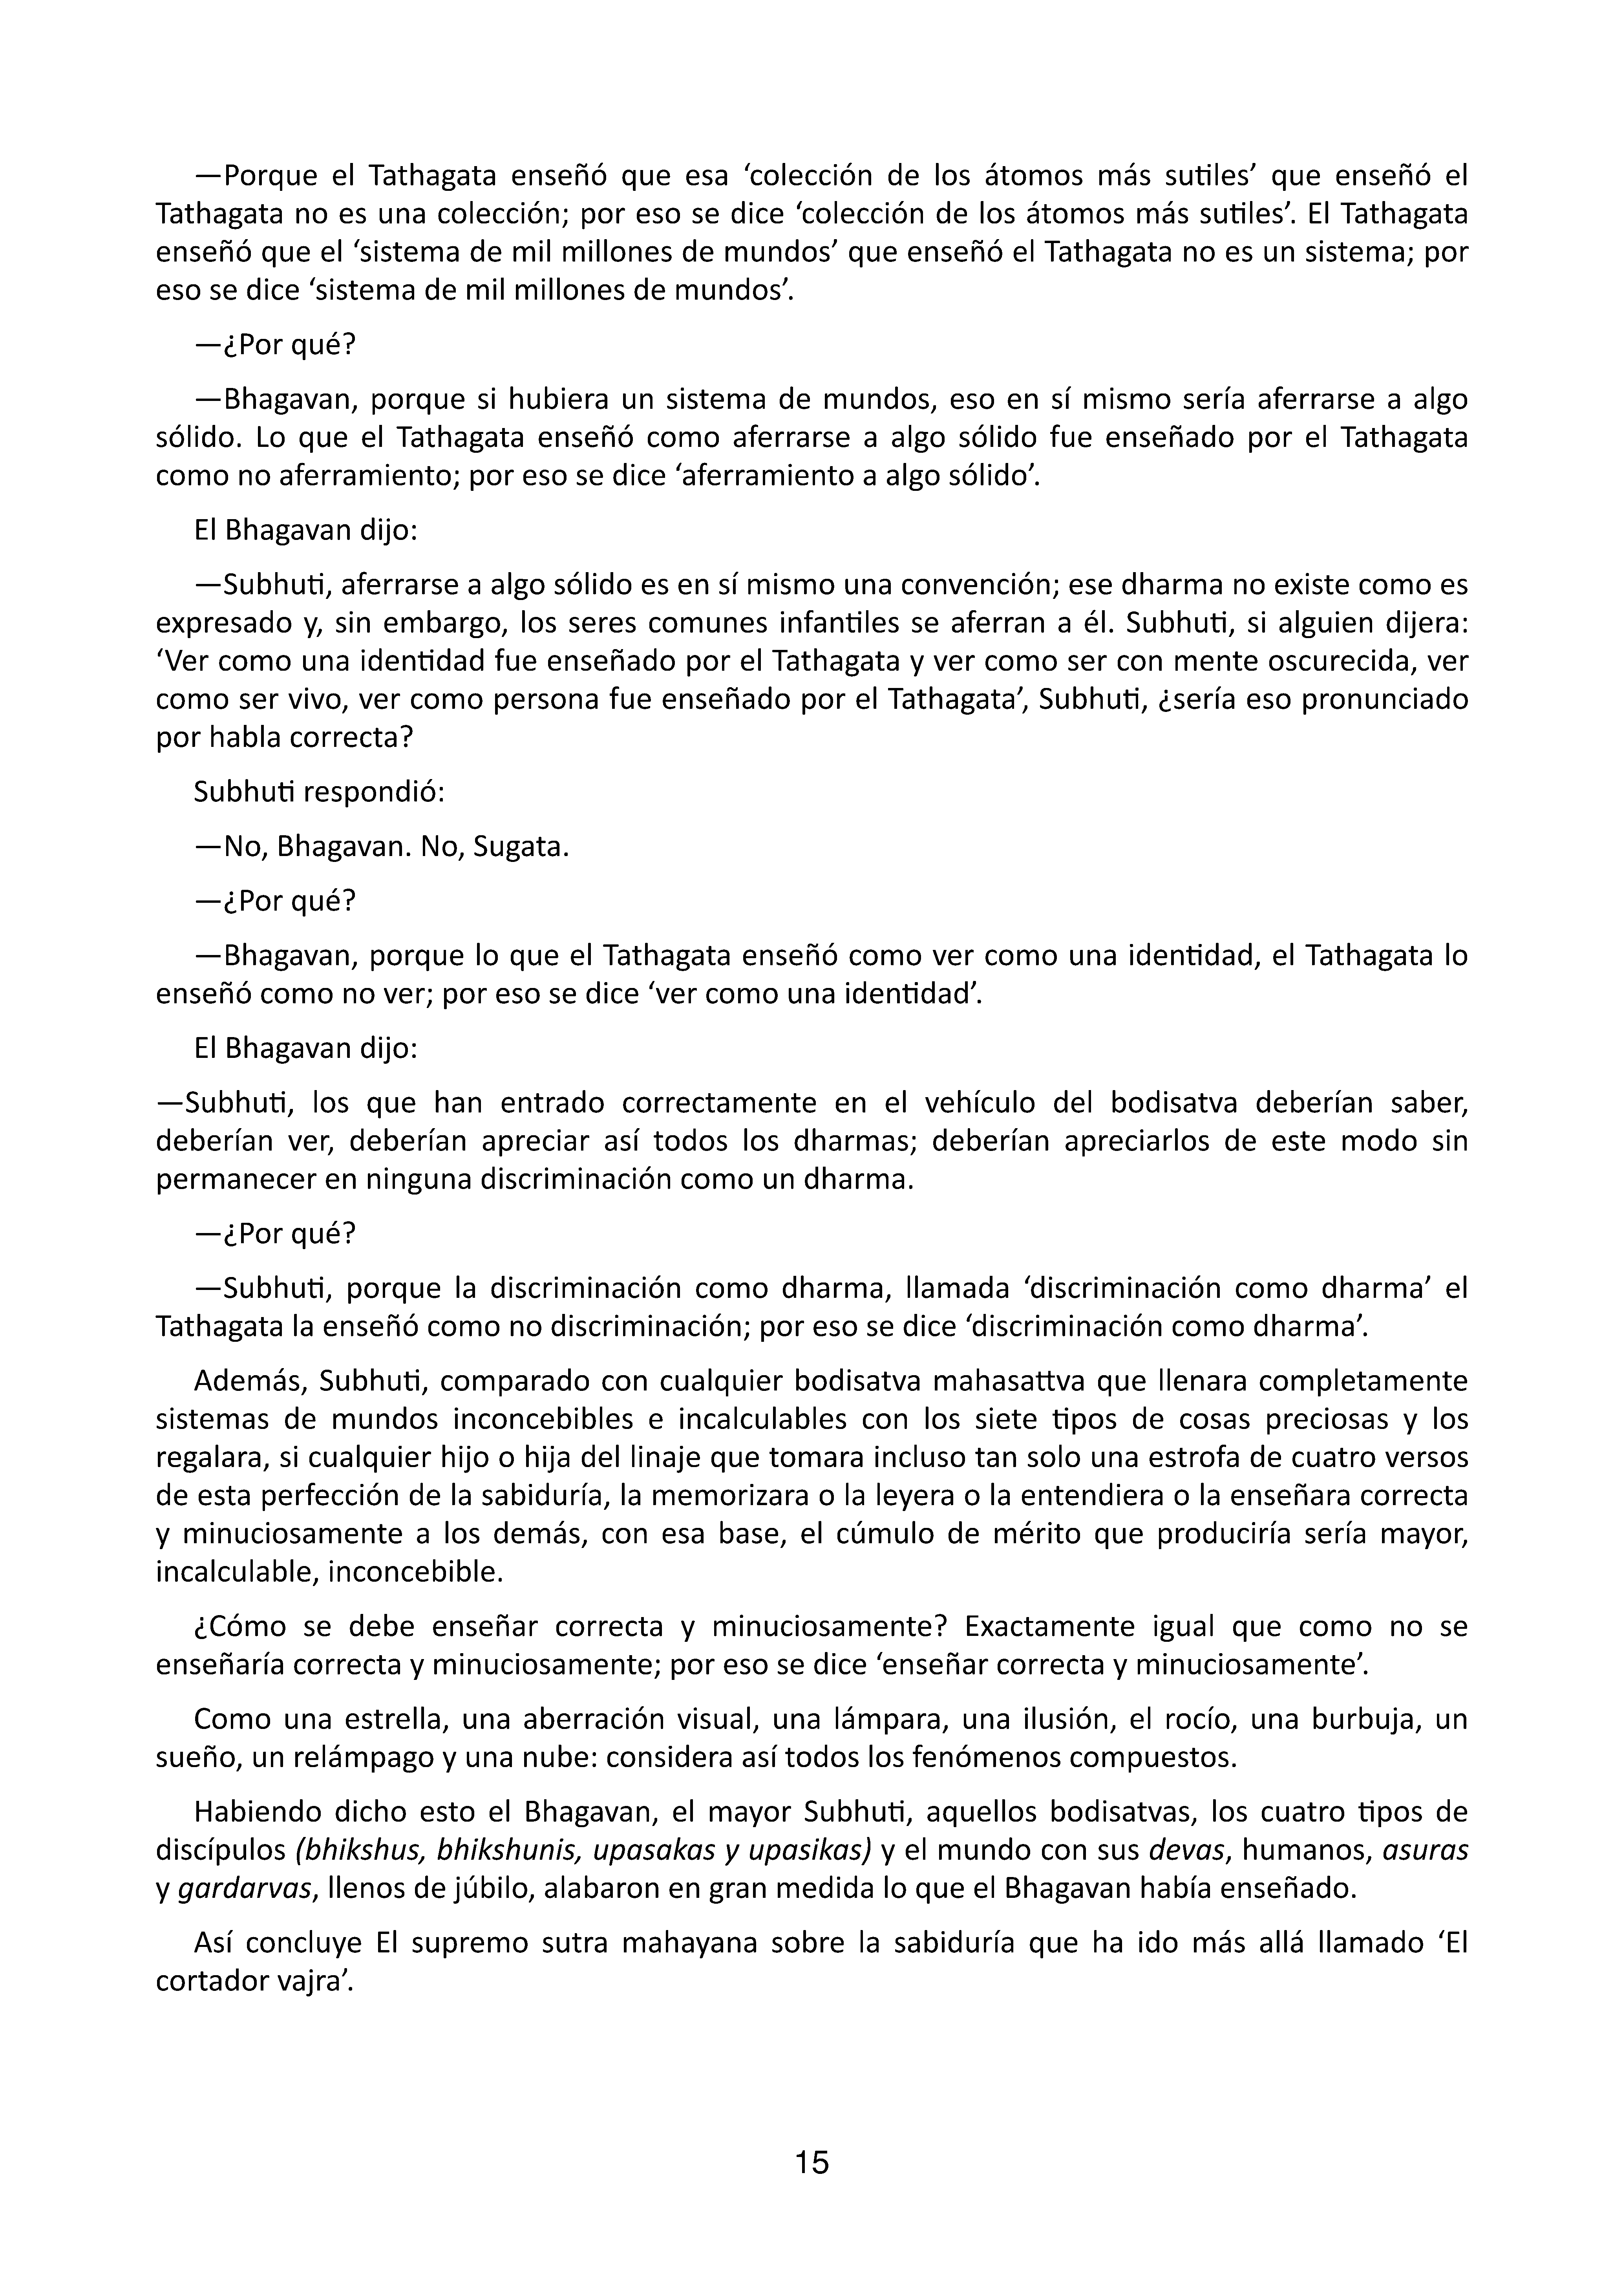 —Porque el Tathagata enseñó que esa ‘colección de los átomos más sutiles’ que enseñó el
Tathagata no es una colección; por eso se dice ‘colección de los átomos más sutiles’. El Tathagata
enseñó que el ‘sistema de mil millones de mundos’ que enseñó el Tathagata no es un sistema; por
eso se dice ‘sistema de mil millones de mundos’.
—¿Por qué?
—Bhagavan, porque si hubiera un sistema de mundos, eso en sí mismo sería aferrarse a algo
sólido. Lo que el Tathagata enseñó como aferrarse a algo sólido fue enseñado por el Tathagata
como no aferramiento; por eso se dice ‘aferramiento a algo sólido’.
El Bhagavan dijo:
—Subhuti, aferrarse a algo sólido es en sí mismo una convención; ese dharma no existe como es
expresado y, sin embargo, los seres comunes infantiles se aferran a él. Subhuti, si alguien dijera:
‘Ver como una identidad fue enseñado por el Tathagata y ver como ser con mente oscurecida, ver
como ser vivo, ver como persona fue enseñado por el Tathagata’, Subhuti, ¿sería eso pronunciado
por habla correcta?
Subhuti respondió:
—No, Bhagavan. No, Sugata.
—¿Por qué?
—Bhagavan, porque lo que el Tathagata enseñó como ver como una identidad, el Tathagata lo
enseñó como no ver; por eso se dice ‘ver como una identidad’.
El Bhagavan dijo:
—Subhuti, los que han entrado correctamente en el vehículo del bodisatva deberían saber,
deberían ver, deberían apreciar así todos los dharmas; deberían apreciarlos de este modo sin
permanecer en ninguna discriminación como un dharma.
—¿Por qué?
—Subhuti, porque la discriminación como dharma, llamada ‘discriminación como dharma’ el
Tathagata la enseñó como no discriminación; por eso se dice ‘discriminación como dharma’.
Además, Subhuti, comparado con cualquier bodisatva mahasattva que llenara completamente
sistemas de mundos inconcebibles e incalculables con los siete tipos de cosas preciosas y los
regalara, si cualquier hijo o hija del linaje que tomara incluso tan solo una estrofa de cuatro versos
de esta perfección de la sabiduría, la memorizara o la leyera o la entendiera o la enseñara correcta
y minuciosamente a los demás, con esa base, el cúmulo de mérito que produciría sería mayor,
incalculable, inconcebible.
¿Cómo se debe enseñar correcta y minuciosamente? Exactamente igual que como no se
enseñaría correcta y minuciosamente; por eso se dice ‘enseñar correcta y minuciosamente’.
Como una estrella, una aberración visual, una lámpara, una ilusión, el rocío, una burbuja, un
sueño, un relámpago y una nube: considera así todos los fenómenos compuestos.
Habiendo dicho esto el Bhagavan, el mayor Subhuti, aquellos bodisatvas, los cuatro tipos de
discípulos (bhikshus, bhikshunis, upasakas y upasikas) y el mundo con sus devas, humanos, asuras
y gardarvas, llenos de júbilo, alabaron en gran medida lo que el Bhagavan había enseñado.
Así concluye El supremo sutra mahayana sobre la sabiduría que ha ido más allá llamado ‘El
cortador vajra’.
15